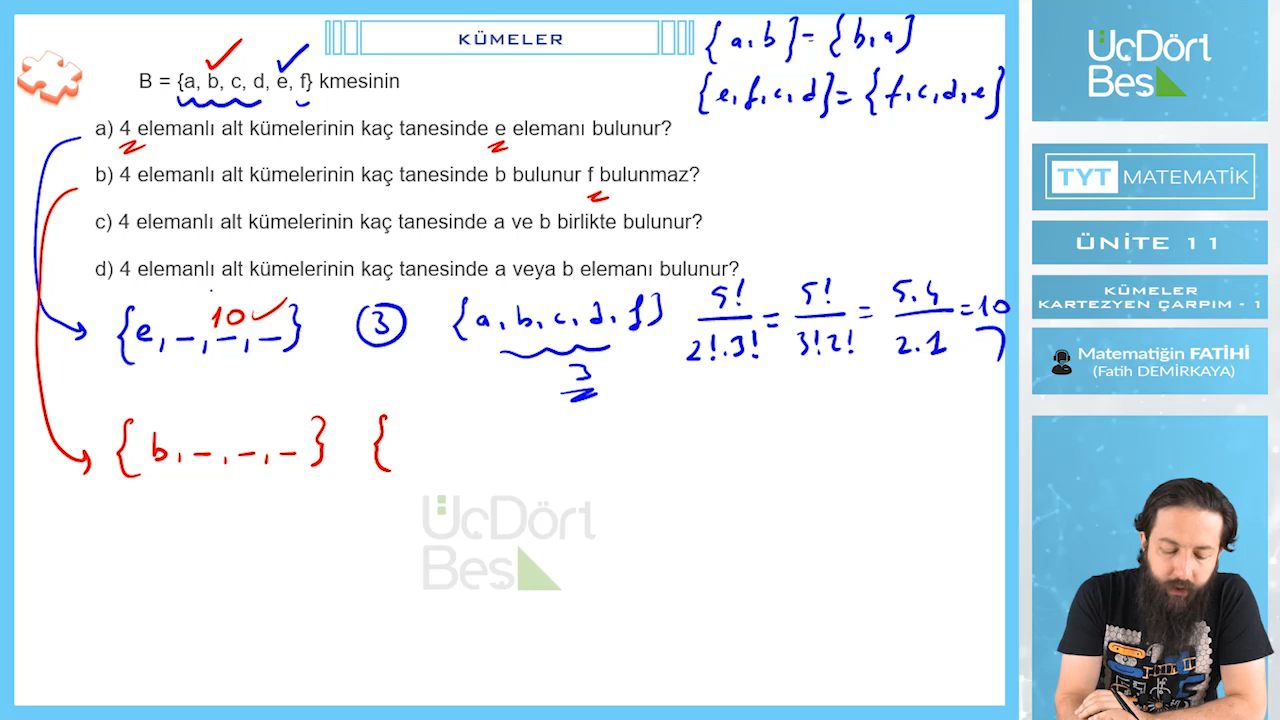 KÜMELER
{a, b} = {b, a}
{e, f, c, d} = {f, c, d, e}
B = {a, b, c, d, e, f} kmesinin
a) 4 elemanlı alt kümelerinin kaç tanesinde e elemanı bulunur?
b) 4 elemanlı alt kümelerinin kaç tanesinde b bulunur f bulunmaz?
c) 4 elemanlı alt kümelerinin kaç tanesinde a ve b birlikte bulunur?
d) 4 elemanlı alt kümelerinin kaç tanesinde a veya b elemanı bulunur?
10
{e, _, _, _} 3 {a, b, c, d, f} 5!/2!.3! = 5!/3!2! = 5.4/2.1 = 10
3
{b, _, _, _} {
ÜçDört
Beş
ÜçDört
Beş
TYT MATEMATİK
ÜNİTE 11
KÜMELER
KARTEZYEN ÇARPIM - 1
Matematiğin FATİHİ
(Fatih DEMİRKAYA)